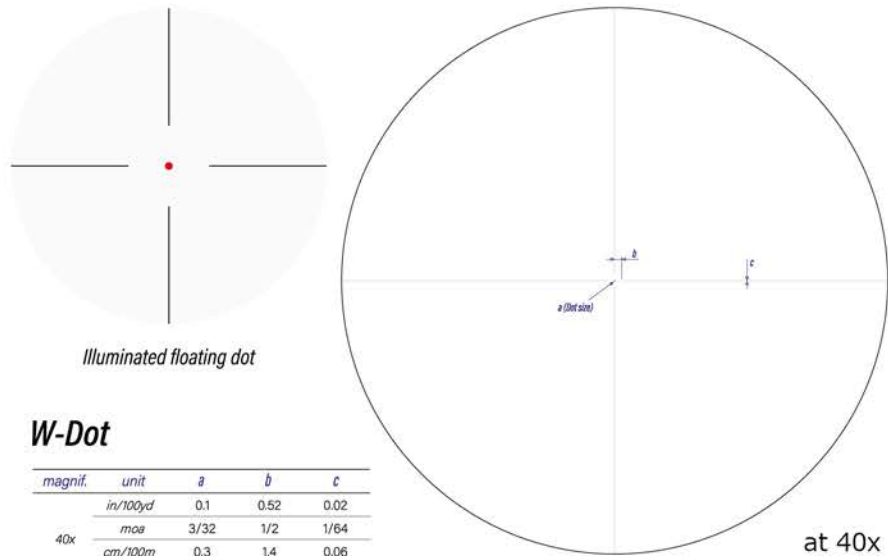 Illuminated floating dot
b
c
a (Dot size)
W-Dot
magnif. unit a b c
in/100yd 0.1 0.52 0.02
40x moa 3/32 1/2 1/64
cm/100m 0.3 1.4 0.06
at 40x